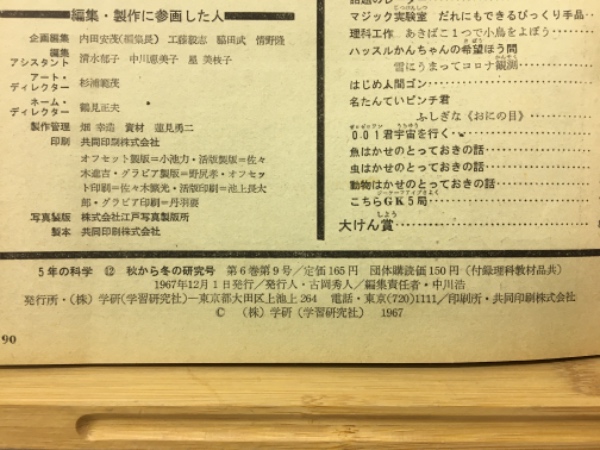 編集・製作に参画した人
企画編集 内田安茂(編集長) 工藤毅志 脇田武 情野隆
編集
アシスタント 清水郁子 中川恵美子 星 美枝子
アート・
ディレクター 杉浦範茂
ホーム・
ディレクター 鶴見正夫
製作管理 畑 幸造 資材 蓮見勇二
印刷 共同印刷株式会社
オフセット製版=小池力・活版製版=佐々
木進吉・グラビア製版=野尻孝・オフセッ
ト印刷=佐々木鑛光・活版印刷=池上長大
郎・グラビア印刷=丹羽襄
写真製版 株式会社江戸写真製版所
製本 共同印刷株式会社
マジック実験室 だれにもできるびっくり手品
理科工作 あきばこ1つで小鳥をよぼう
ハッスルかんちゃんの希望ほう問
雲にうまってコロナ観測
はじめ人間ゴン
名たんていピンチ君
ふしぎな《おにの目》
001君宇宙を行く
魚はかせのとっておきの話
虫はかせのとっておきの話
動物はかせのとっておきの話
こちらGK5局
大けん賞
5年の科学 ⑫ 秋から冬の研究号 第6巻第9号/定価165円 団体購読価150円(付録理科教材品共)
1967年12月1日発行/発行人・古岡秀人/編集責任者・中川浩
発行所・(株)学研(学習研究社)―東京都大田区上池上264 電話・東京(720)1111/印刷所・共同印刷株式会社
© (株)学研(学習研究社) 1967
90